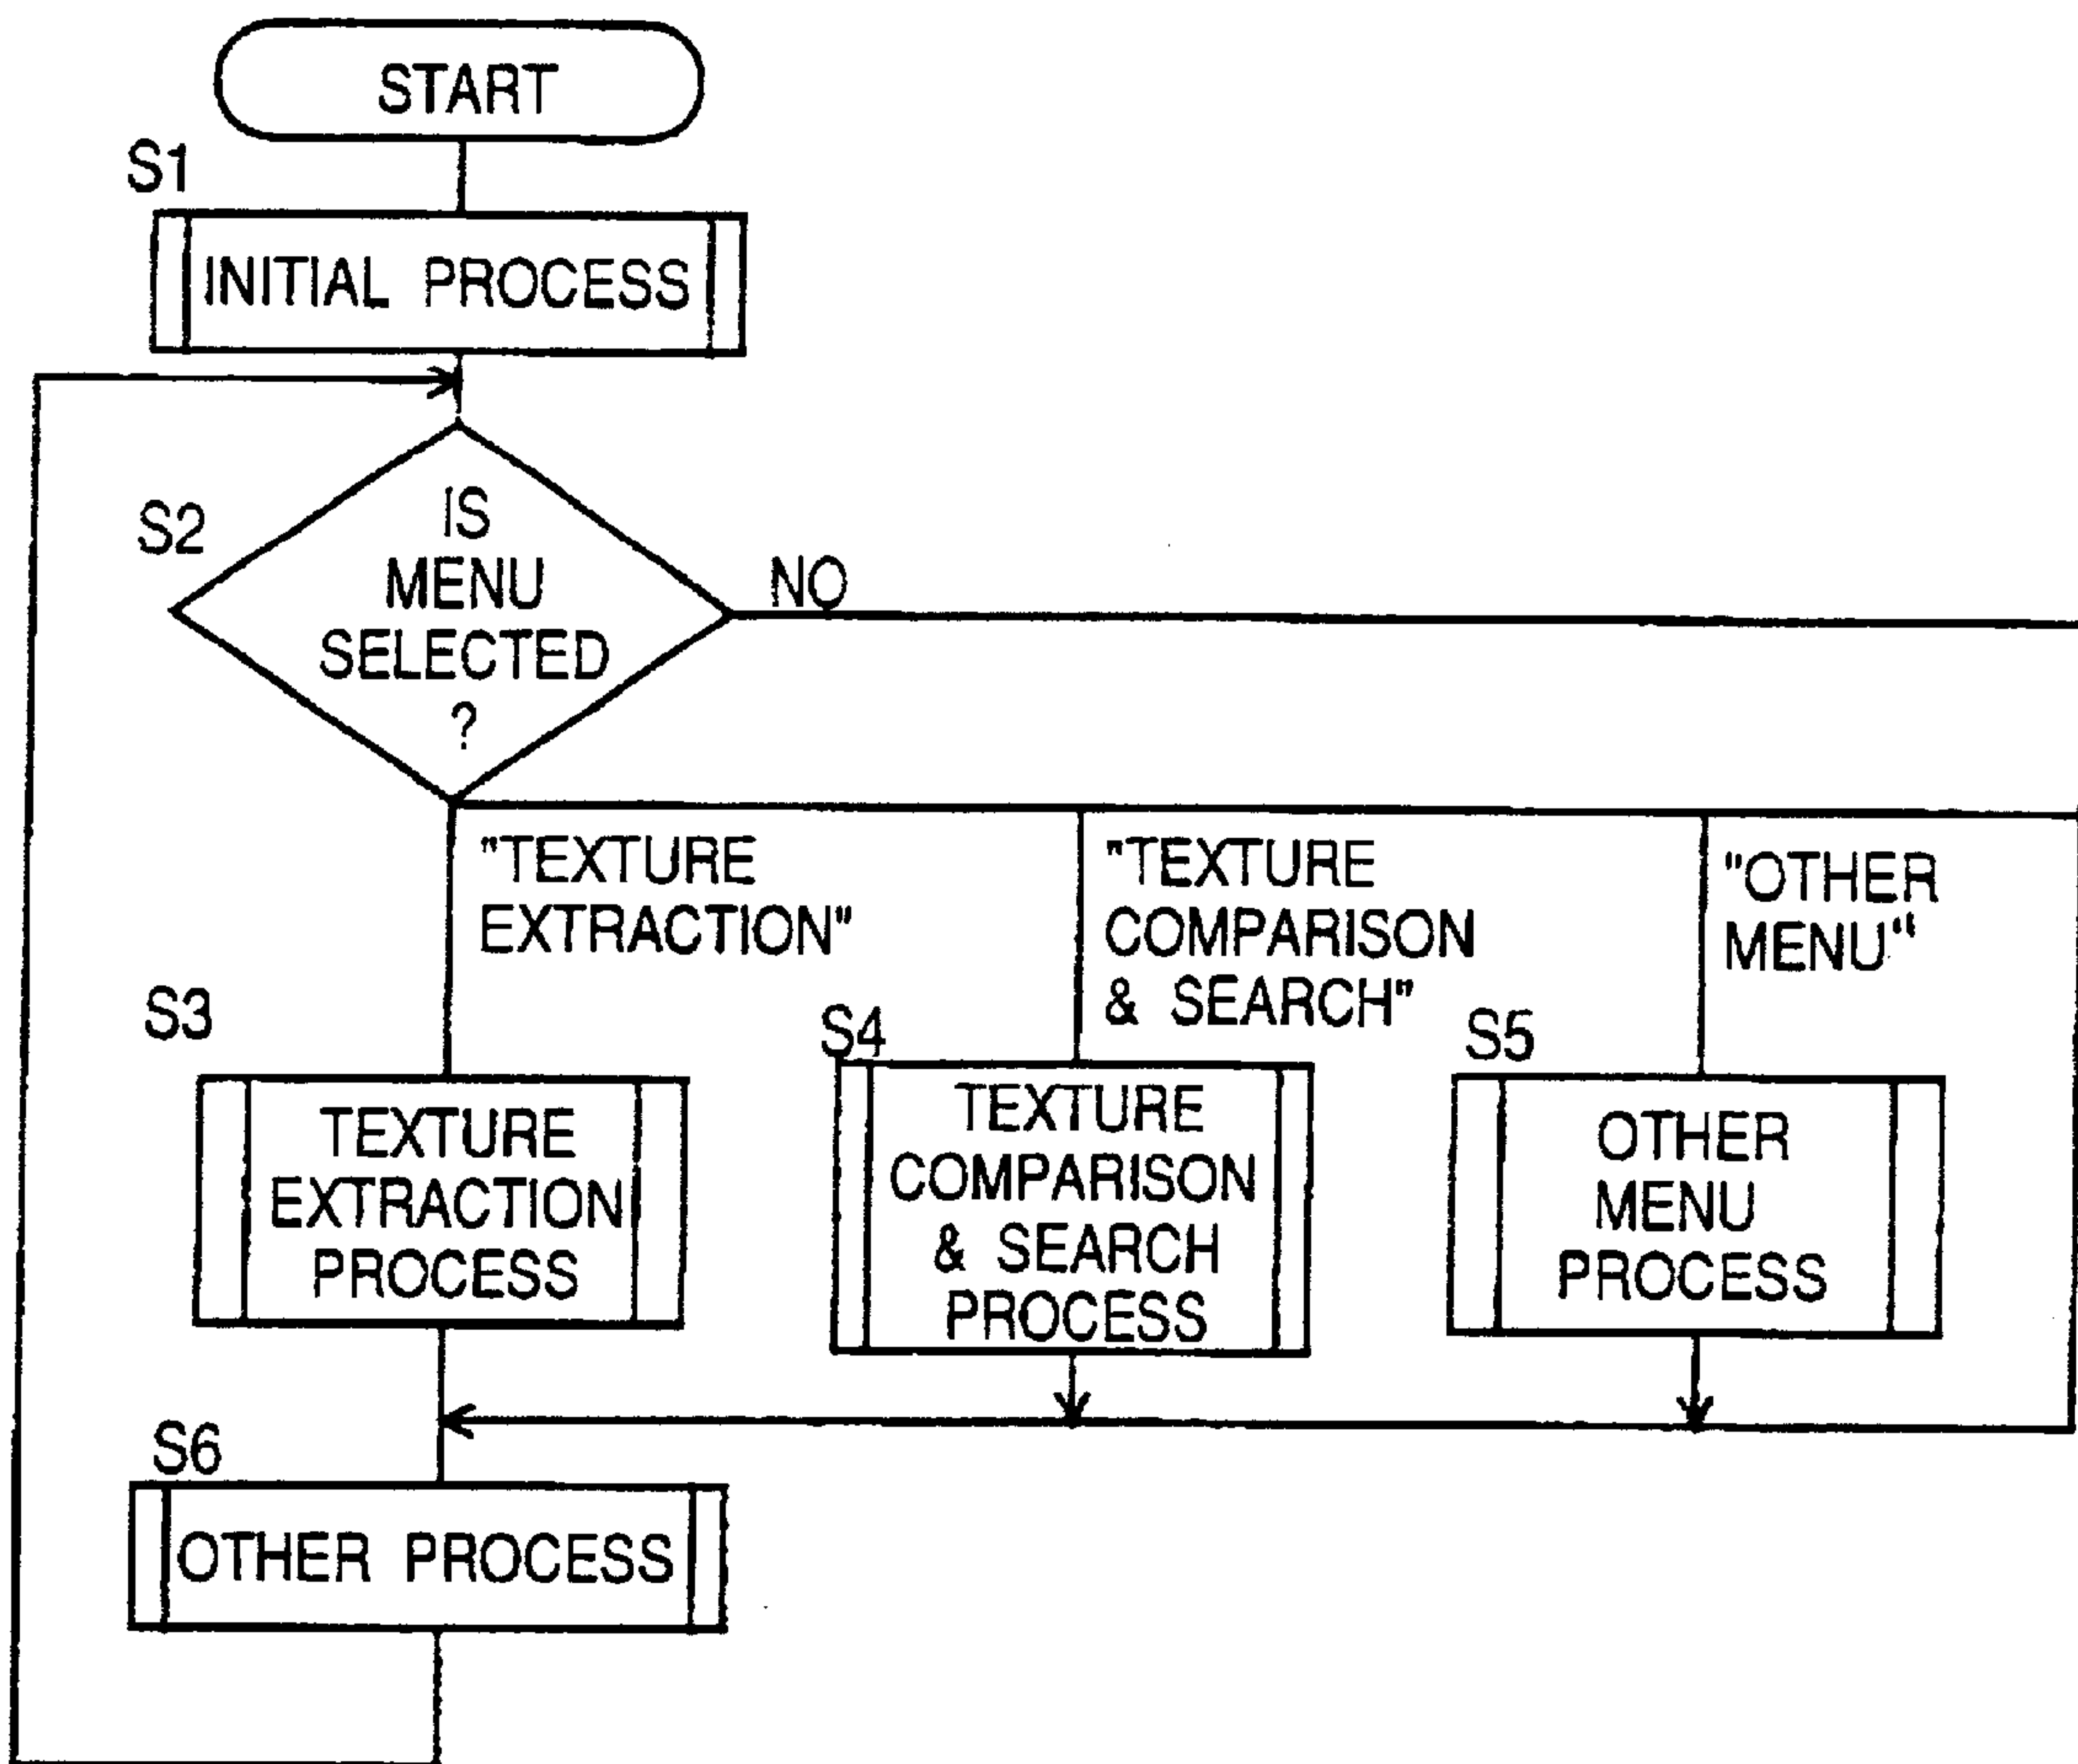 START
S1
INITIAL PROCESS
S2
IS
MENU
SELECTED
?
NO
"TEXTURE
EXTRACTION"
"TEXTURE
COMPARISON
& SEARCH"
"OTHER
MENU"
S3
TEXTURE
EXTRACTION
PROCESS
S4
TEXTURE
COMPARISON
& SEARCH
PROCESS
S5
OTHER
MENU
PROCESS
S6
OTHER PROCESS